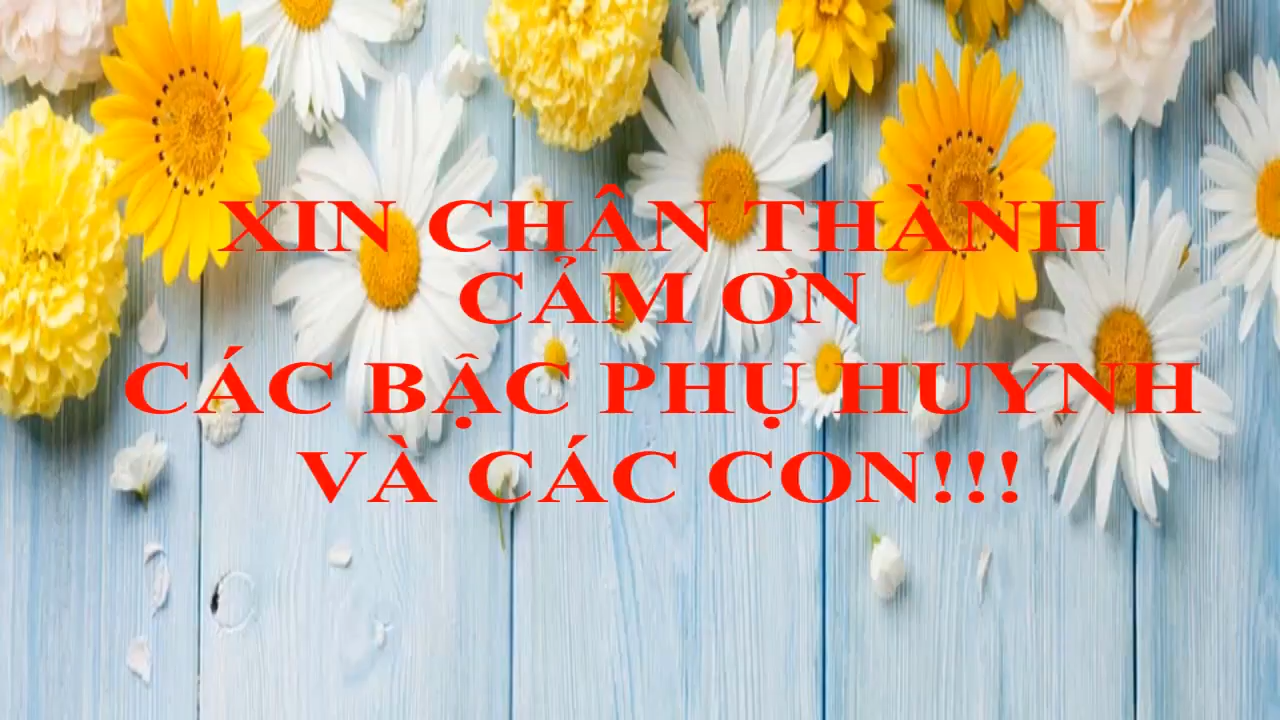 XIN CHÂN THÀNH
CẢM ƠN
CÁC BẬC PHỤ HUYNH
VÀ CÁC CON!!!